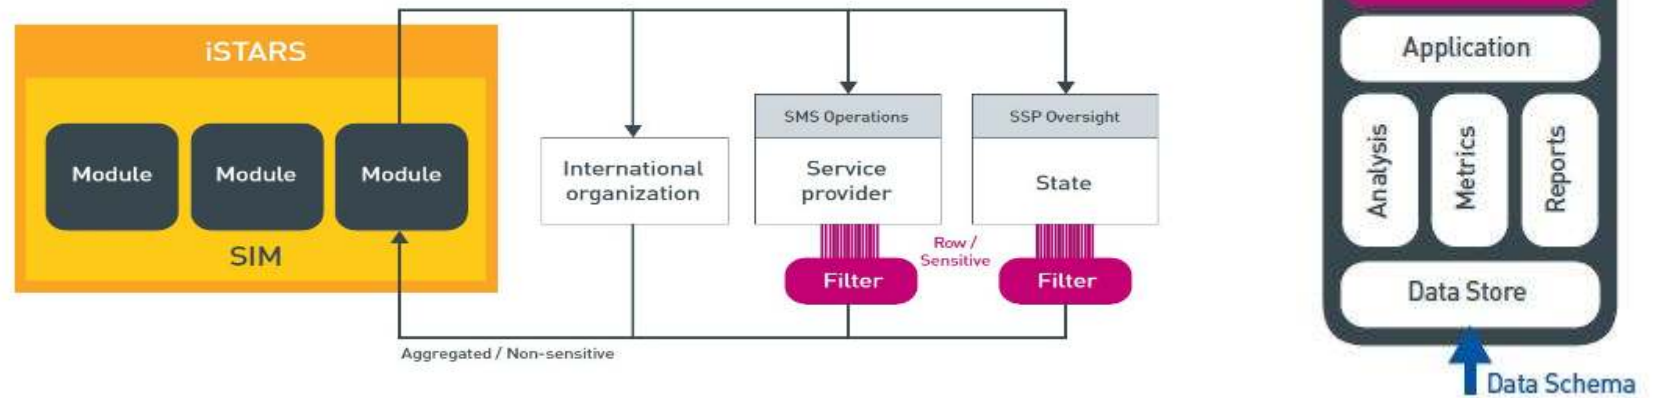 iSTARS
Module
Module
Module
SIM
International
organization
SMS Operations
Service
provider
SSP Oversight
State
Row /
Sensitive
Filter
Filter
Aggregated / Non-sensitive
Application
Analysis
Metrics
Reports
Data Store
Data Schema